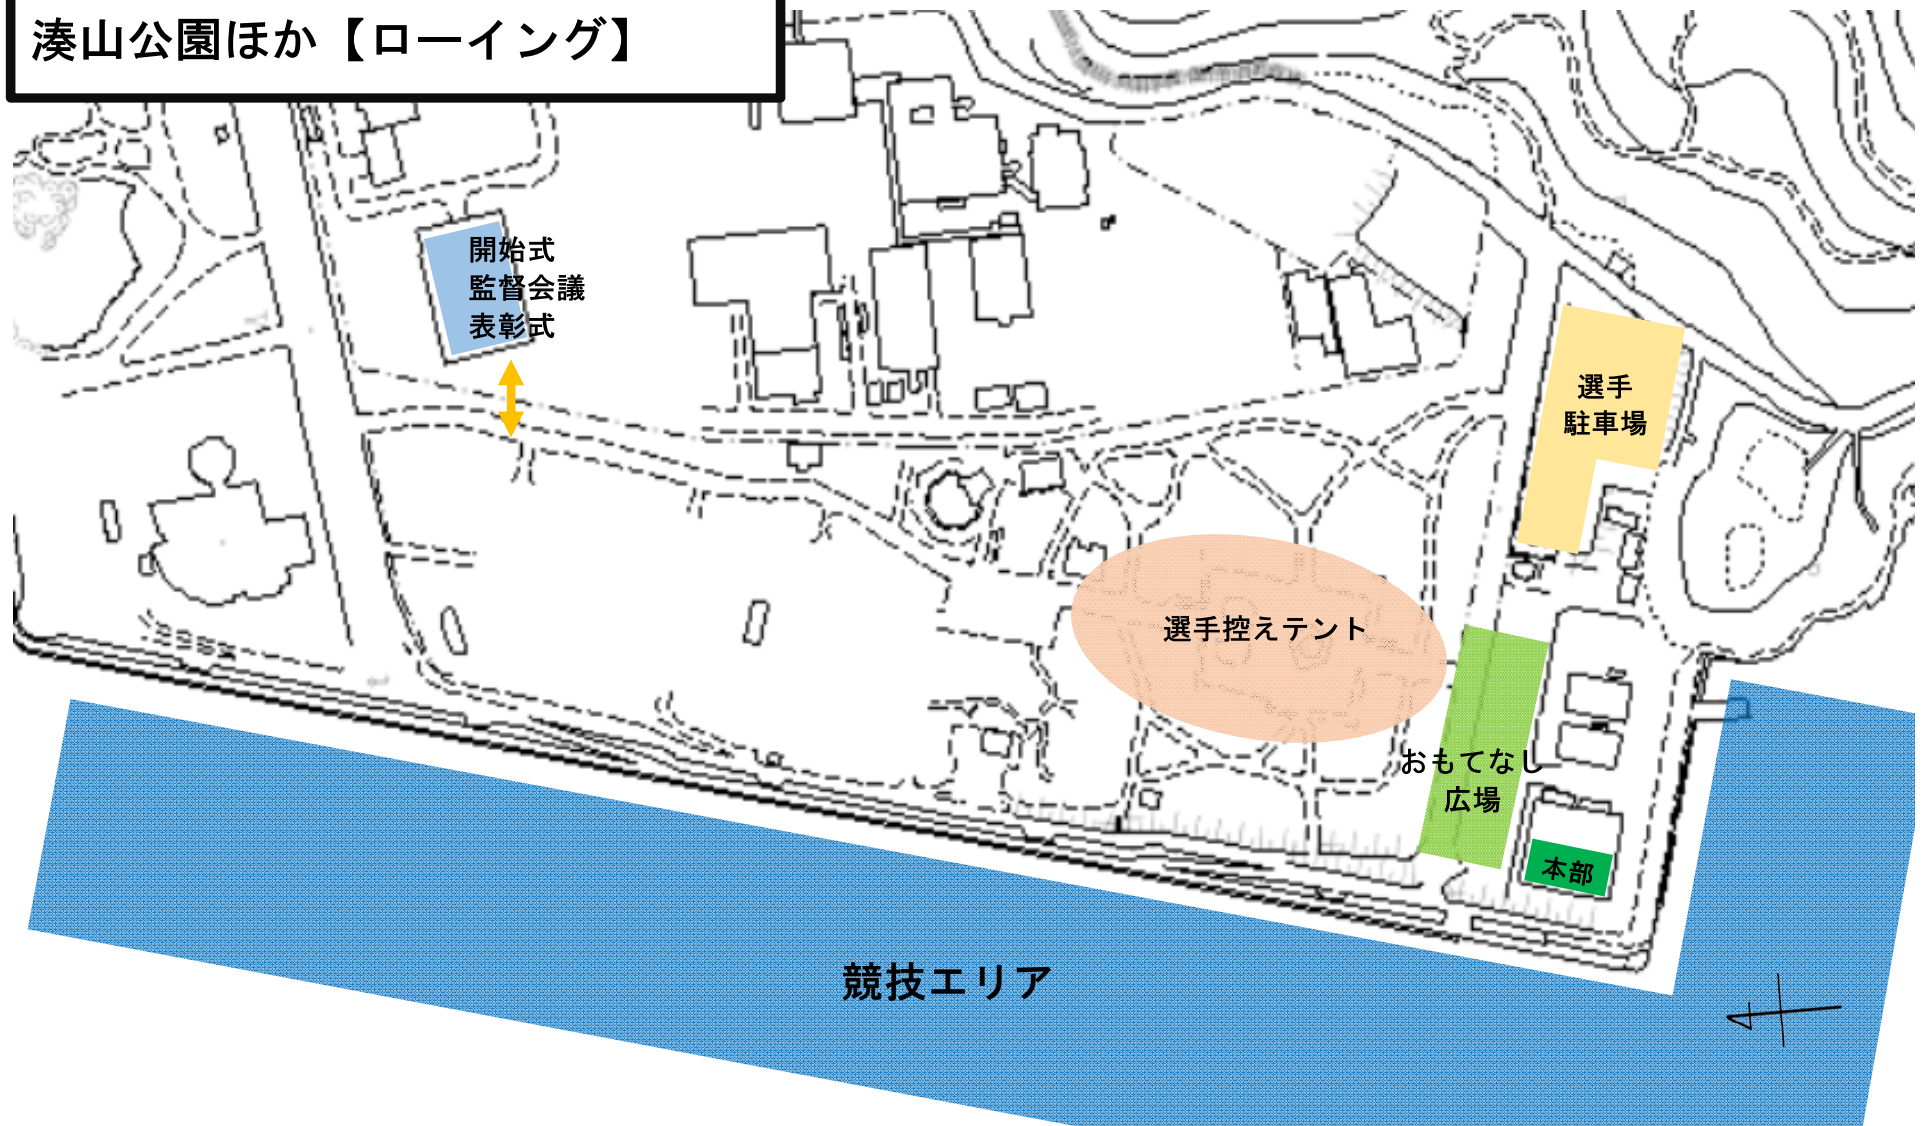 湊山公園ほか【ローイング】
開始式
監督会議
表彰式
選手
駐車場
選手控えテント
おもてなし
広場
本部
競技エリア